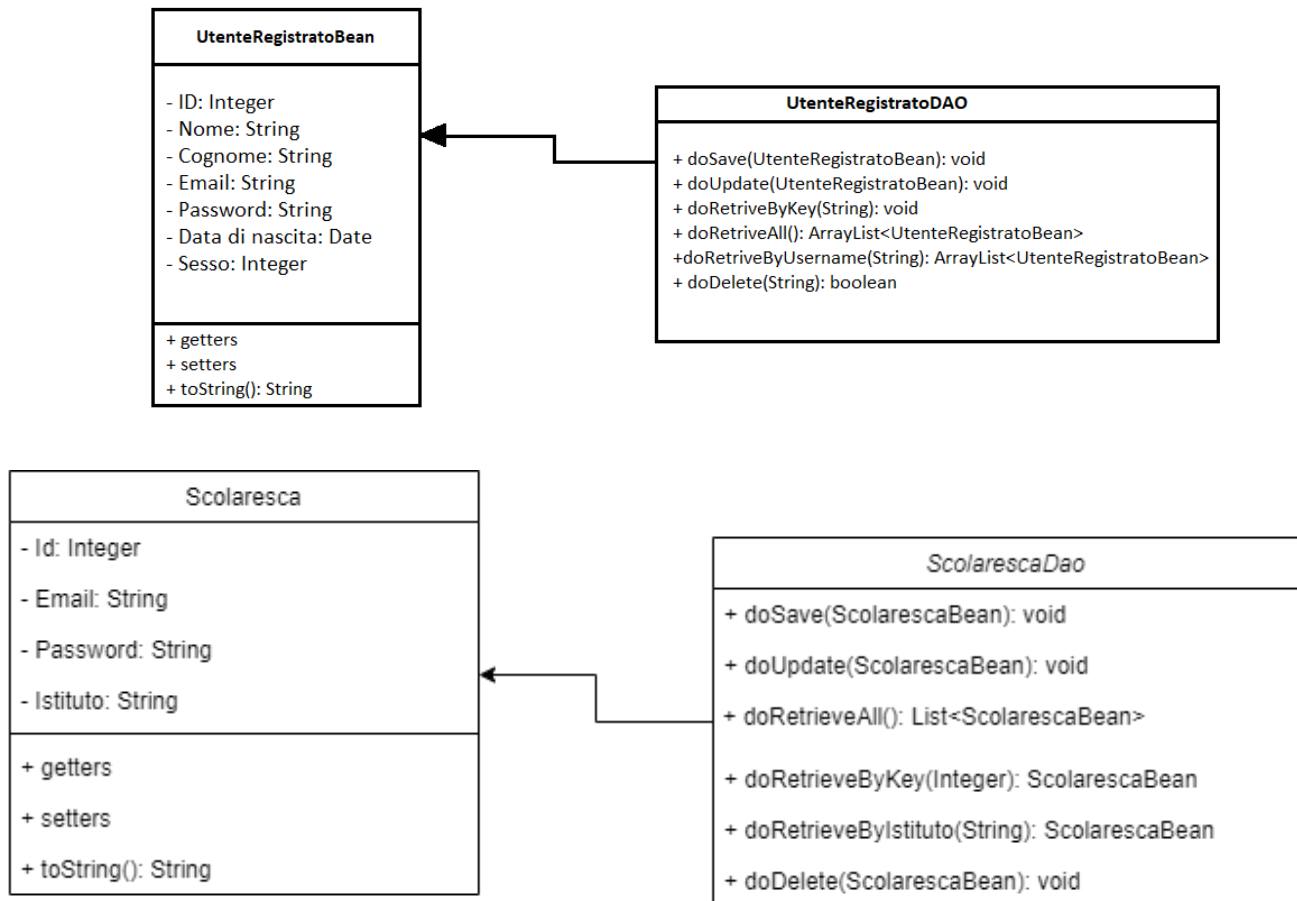 UtenteRegistratoBean
- ID: Integer
- Nome: String
- Cognome: String
- Email: String
- Password: String
- Data di nascita: Date
- Sesso: Integer
+ getters
+ setters
+ toString(): String
UtenteRegistratoDAO
+ doSave(UtenteRegistratoBean): void
+ doUpdate(UtenteRegistratoBean): void
+ doRetriveByKey(String): void
+ doRetriveAll(): ArrayList<UtenteRegistratoBean>
+doRetriveByUsername(String): ArrayList<UtenteRegistratoBean>
+ doDelete(String): boolean
Scolaresca
- Id: Integer
- Email: String
- Password: String
- Istituto: String
+ getters
+ setters
+ toString(): String
ScolarescaDao
+ doSave(ScolarescaBean): void
+ doUpdate(ScolarescaBean): void
+ doRetrieveAll(): List<ScolarescaBean>
+ doRetrieveByKey(Integer): ScolarescaBean
+ doRetrieveByIstituto(String): ScolarescaBean
+ doDelete(ScolarescaBean): void